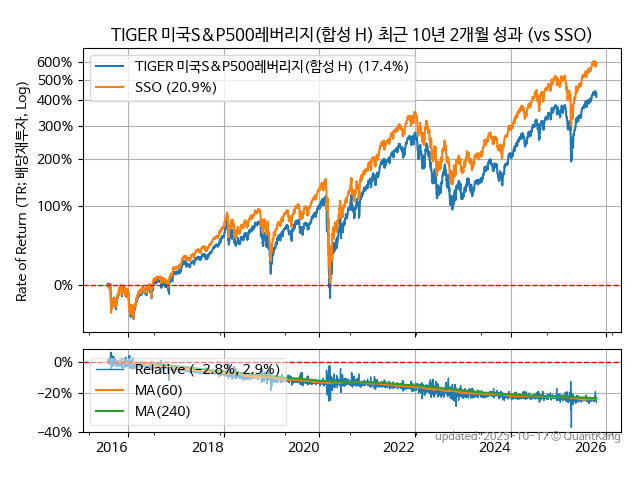 TIGER 미국S&P500레버리지(합성 H) 최근 10년 2개월 성과 (vs SSO)
Rate of Return (TR: 배당재투자, Log)
600%
500%
400%
300%
200%
100%
0%
TIGER 미국S&P500레버리지(합성 H) (17.4%)
SSO (20.9%)
0%
−20%
−40%
Relative (−2.8%, 2.9%)
MA(60)
MA(240)
2016 2018 2020 2022 2024 2026
updated: 2025-10-17 © QuantKang